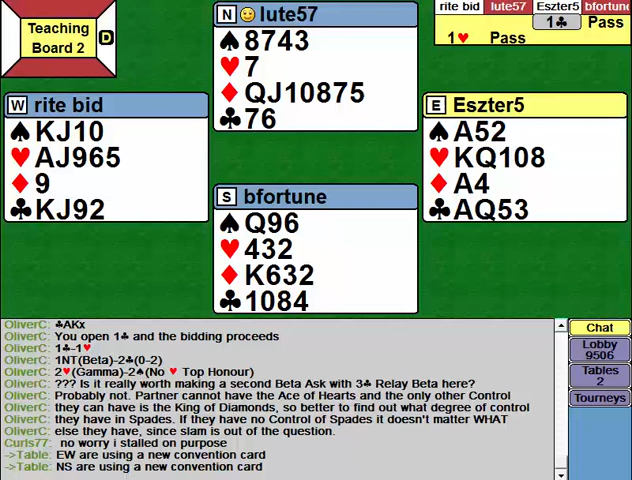 Teaching
Board 2
D
N lute57
♠8743
♥7
♦QJ10875
♣76
rite bid lute57 Eszter5 bfortune
1♣ Pass
1♥ Pass
W rite bid
♠KJ10
♥AJ965
♦9
♣KJ92
E Eszter5
♠A52
♥KQ108
♦A4
♣AQ53
S bfortune
♠Q96
♥432
♦K632
♣1084
OliverC: ♣AKx
OliverC: You open 1♣ and the bidding proceeds
OliverC: 1♣-1♥
OliverC: 1NT(Beta)-2♣(0-2)
OliverC: 2♥(Gamma)-2♠(No ♥ Top Honour)
OliverC: ??? Is it really worth making a second Beta Ask with 3♣ Relay Beta here?
OliverC: Probably not. Partner cannot have the Ace of Hearts and the only other Control
OliverC: they can have is the King of Diamonds, so better to find out what degree of control
OliverC: they have in Spades. If they have no Control of Spades it doesn't matter WHAT
OliverC: else they have, since slam is out of the question.
Curls77: no worry i stalled on purpose
->Table: EW are using a new convention card
->Table: NS are using a new convention card
Chat
Lobby
9506
Tables
2
Tourneys